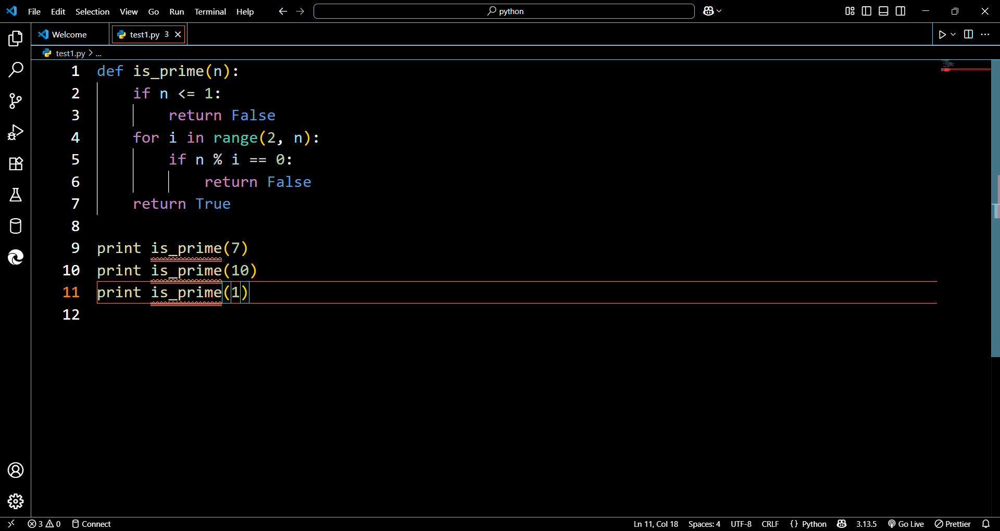 File Edit Selection View Go Run Terminal Help python
Welcome test1.py 3
test1.py > ...
1 def is_prime(n):
2     if n <= 1:
3         return False
4     for i in range(2, n):
5         if n % i == 0:
6             return False
7     return True
8
9 print is_prime(7)
10 print is_prime(10)
11 print is_prime(1)
12
3 0 Connect Ln 11, Col 18 Spaces: 4 UTF-8 CRLF {} Python 3.13.5 Go Live Prettier